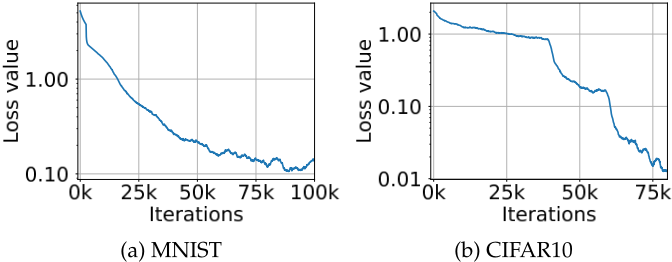 Loss value
1.00
0.10
0k 25k 50k 75k 100k
Iterations
(a) MNIST
Loss value
1.00
0.10
0.01
0k 25k 50k 75k
Iterations
(b) CIFAR10